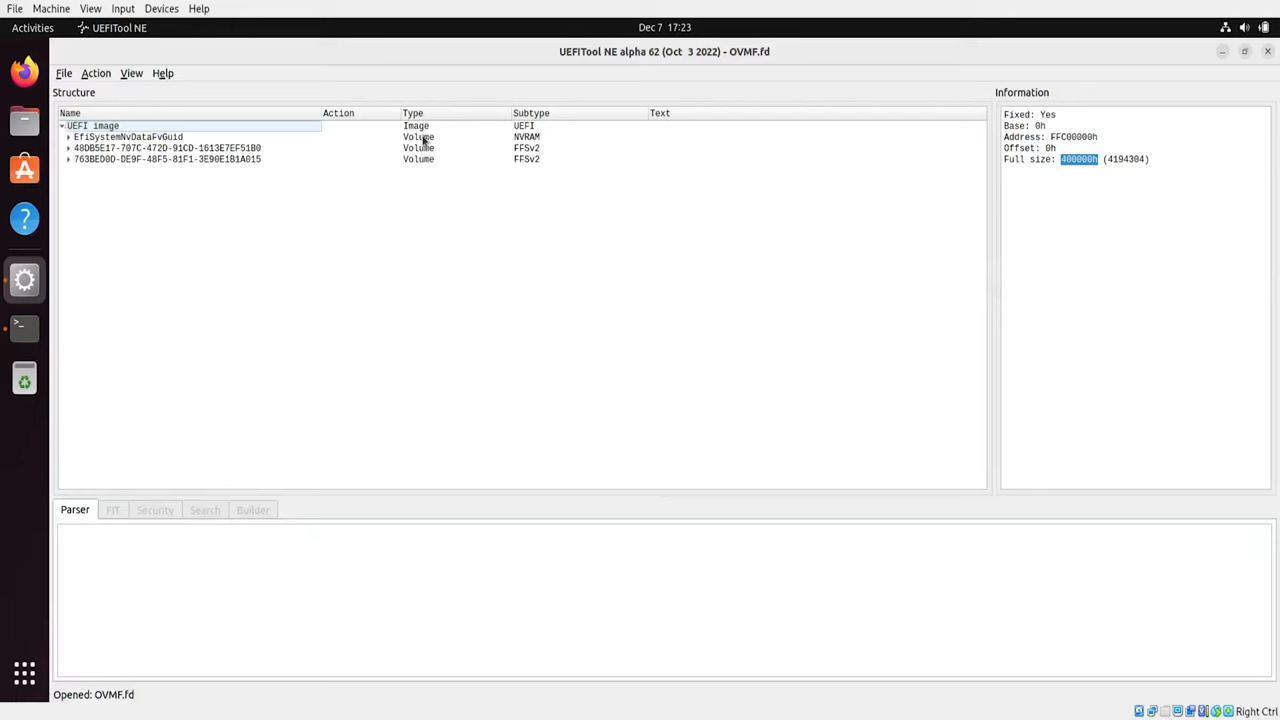 File Machine View Input Devices Help
Activities UEFITool NE Dec 7 17:23
UEFITool NE alpha 62 (Oct 3 2022) - OVMF.fd
File Action View Help
Structure
Name Action Type Subtype Text
UEFI image Image UEFI
EfiSystemNvDataFvGuid Volume NVRAM
48DB5E17-707C-472D-91CD-1613E7EF51B0 Volume FFSv2
763BED0D-DE9F-48F5-81F1-3E90E1B1A015 Volume FFSv2
Information
Fixed: Yes
Base: 0h
Address: FFC00000h
Offset: 0h
Full size: 400000h (4194304)
Parser FIT Security Search Builder
Opened: OVMF.fd
Right Ctrl